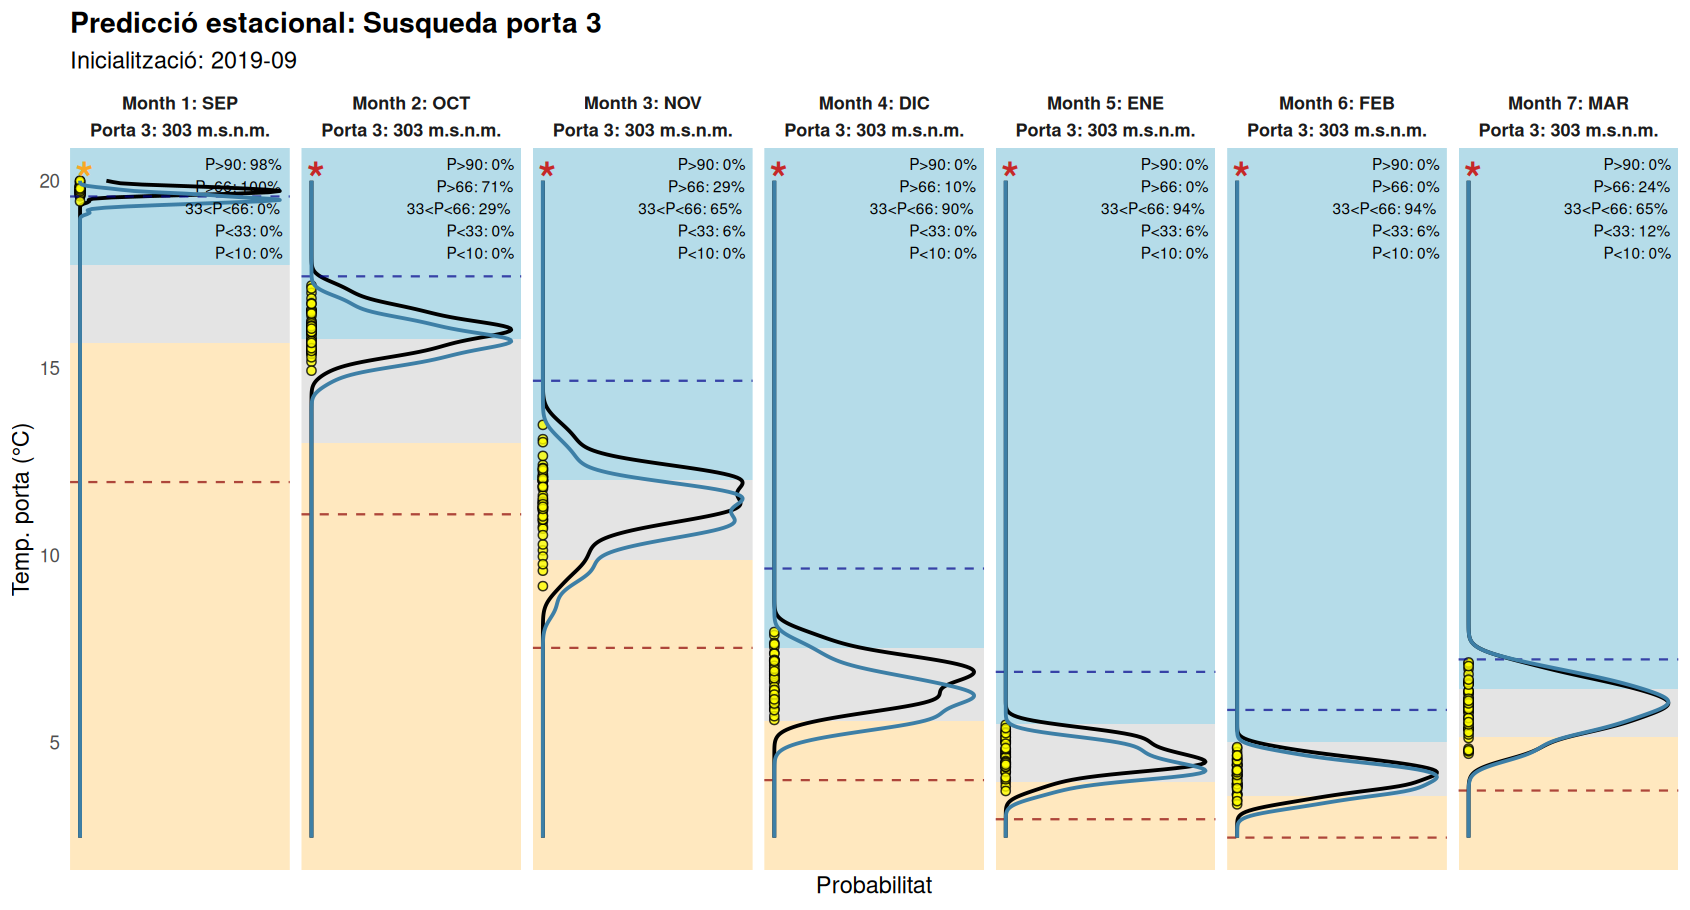 Predicció estacional: Susqueda porta 3
Inicialització: 2019-09
Month 1: SEP
Porta 3: 303 m.s.n.m.
Month 2: OCT
Porta 3: 303 m.s.n.m.
Month 3: NOV
Porta 3: 303 m.s.n.m.
Month 4: DIC
Porta 3: 303 m.s.n.m.
Month 5: ENE
Porta 3: 303 m.s.n.m.
Month 6: FEB
Porta 3: 303 m.s.n.m.
Month 7: MAR
Porta 3: 303 m.s.n.m.
Temp. porta (°C)
20
15
10
5
*
P>90: 98%
P>66: 100%
33<P<66: 0%
P<33: 0%
P<10: 0%
*
P>90: 0%
P>66: 71%
33<P<66: 29%
P<33: 0%
P<10: 0%
*
P>90: 0%
P>66: 29%
33<P<66: 65%
P<33: 6%
P<10: 0%
*
P>90: 0%
P>66: 10%
33<P<66: 90%
P<33: 0%
P<10: 0%
*
P>90: 0%
P>66: 0%
33<P<66: 94%
P<33: 6%
P<10: 0%
*
P>90: 0%
P>66: 0%
33<P<66: 94%
P<33: 6%
P<10: 0%
*
P>90: 0%
P>66: 24%
33<P<66: 65%
P<33: 12%
P<10: 0%
Probabilitat